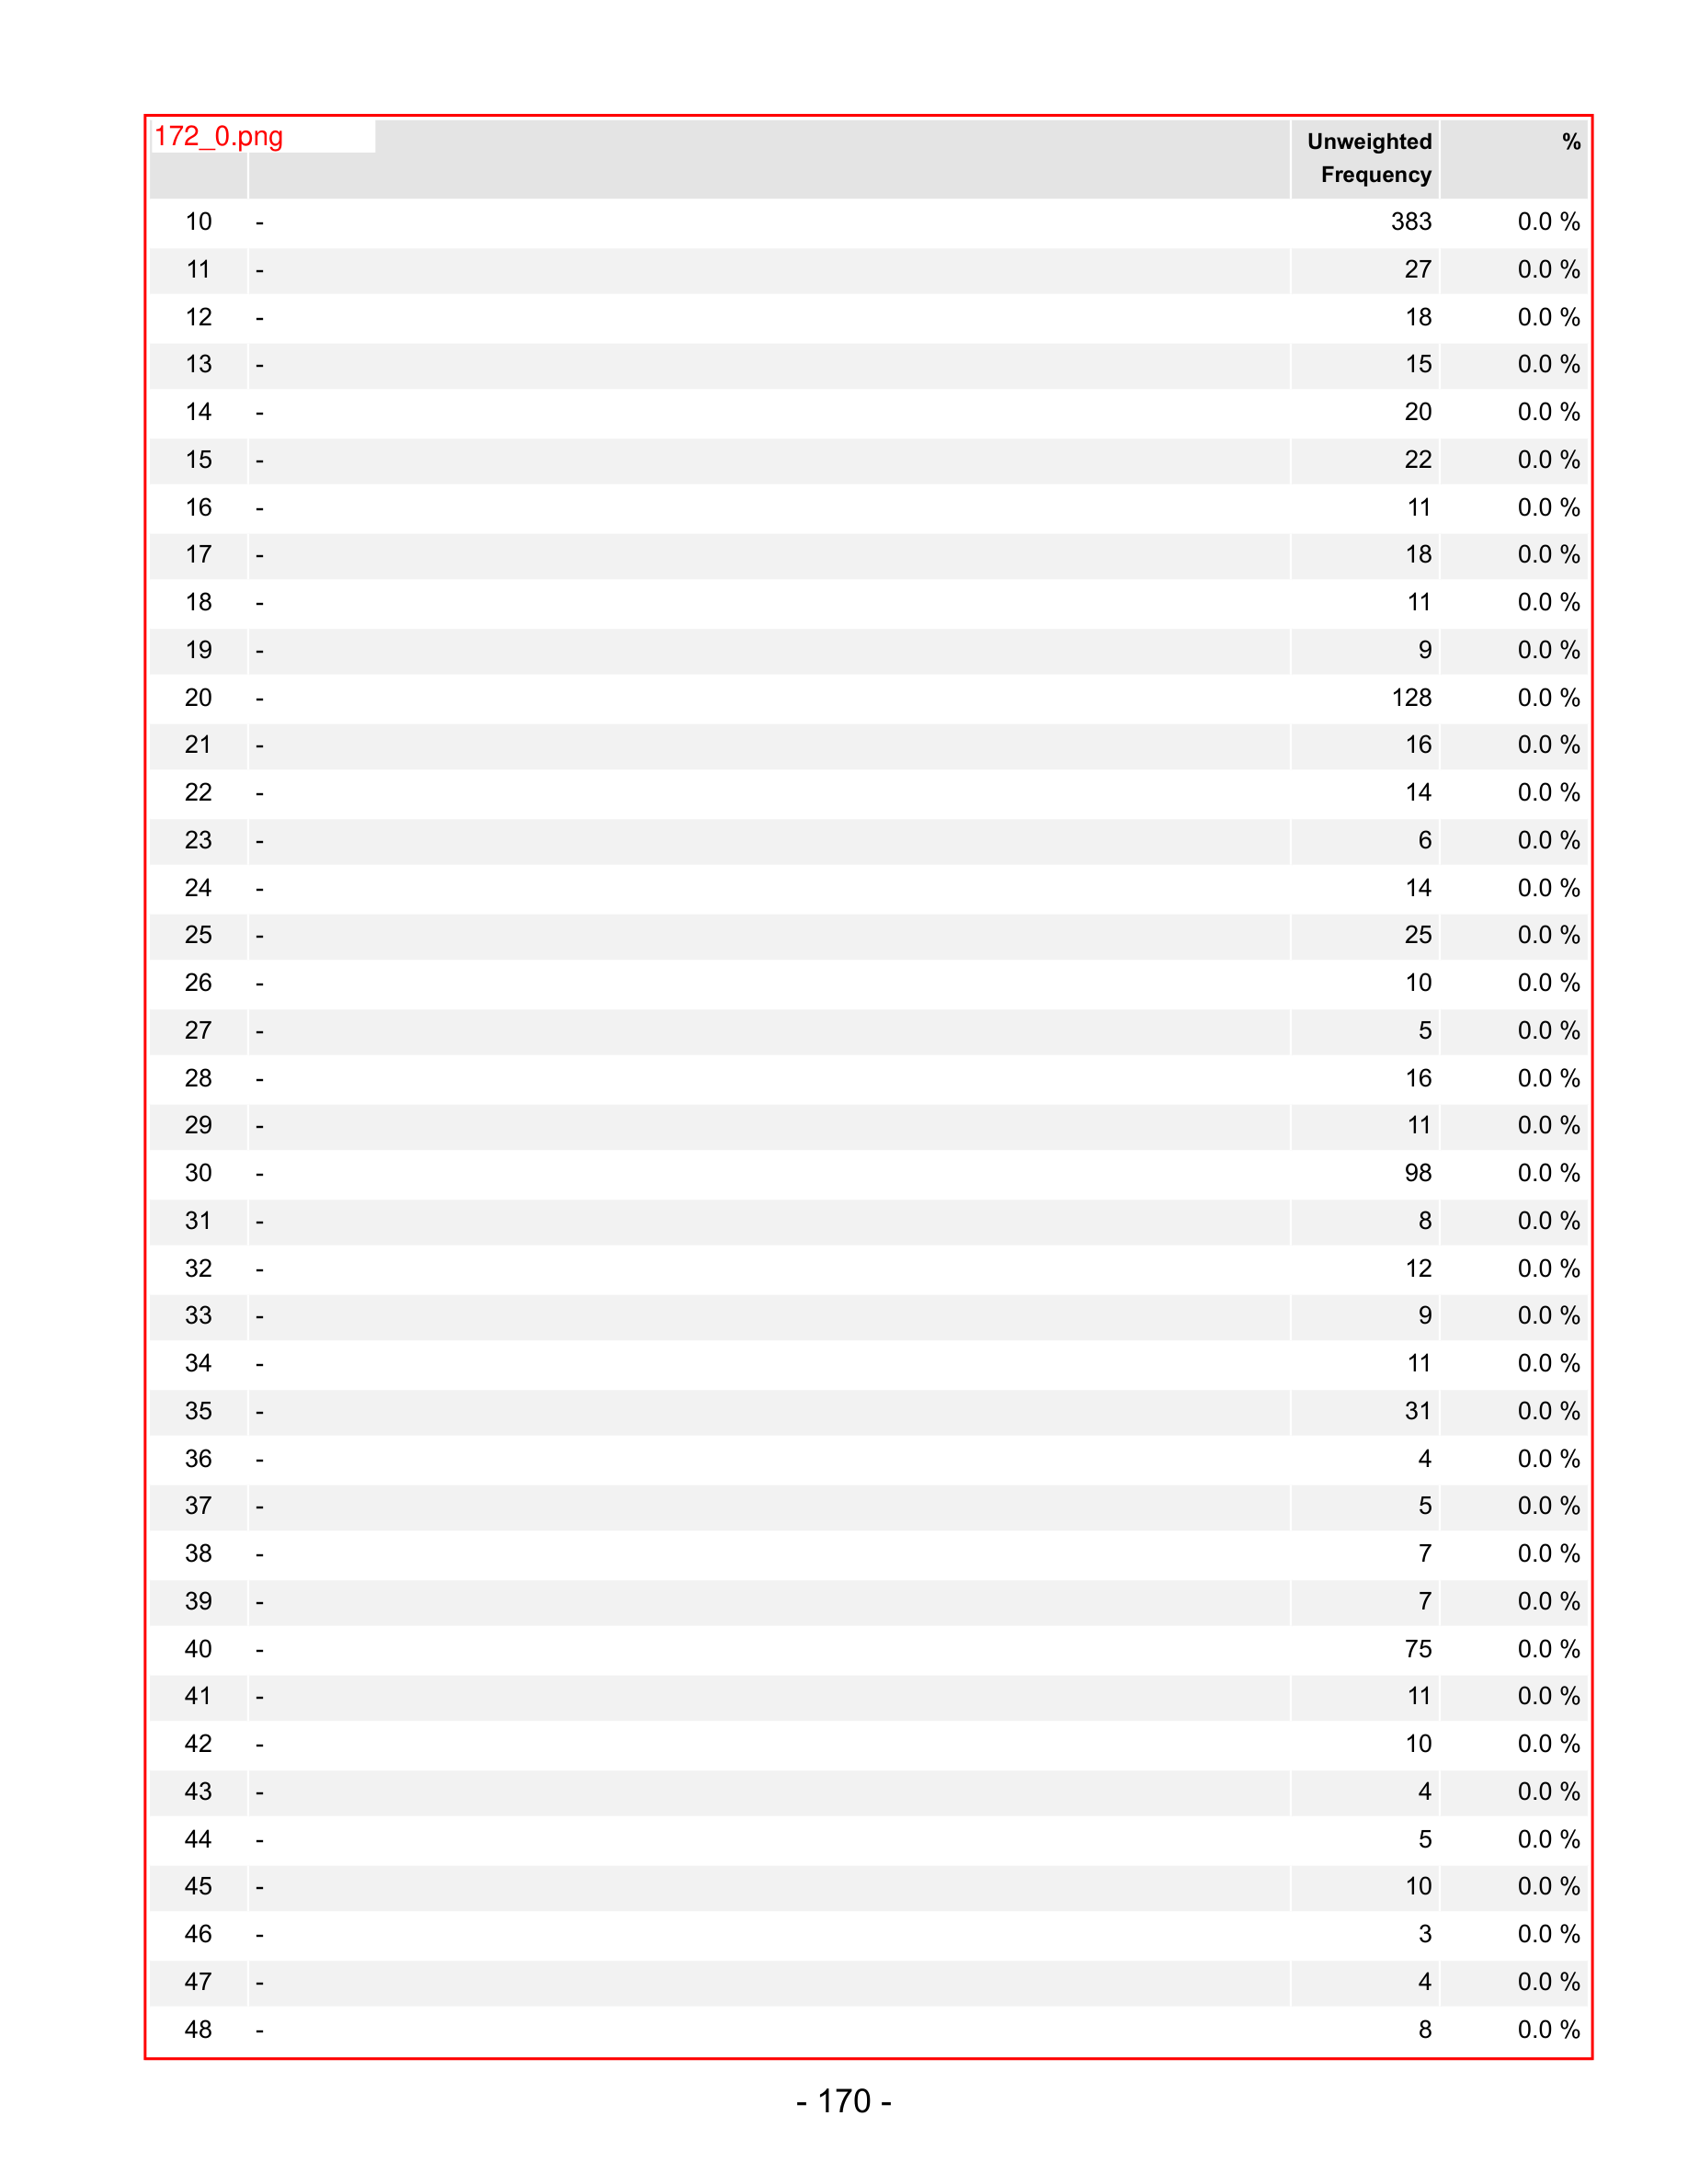 172_0.png
Unweighted Frequency %
10 - 383 0.0 %
11 - 27 0.0 %
12 - 18 0.0 %
13 - 15 0.0 %
14 - 20 0.0 %
15 - 22 0.0 %
16 - 11 0.0 %
17 - 18 0.0 %
18 - 11 0.0 %
19 - 9 0.0 %
20 - 128 0.0 %
21 - 16 0.0 %
22 - 14 0.0 %
23 - 6 0.0 %
24 - 14 0.0 %
25 - 25 0.0 %
26 - 10 0.0 %
27 - 5 0.0 %
28 - 16 0.0 %
29 - 11 0.0 %
30 - 98 0.0 %
31 - 8 0.0 %
32 - 12 0.0 %
33 - 9 0.0 %
34 - 11 0.0 %
35 - 31 0.0 %
36 - 4 0.0 %
37 - 5 0.0 %
38 - 7 0.0 %
39 - 7 0.0 %
40 - 75 0.0 %
41 - 11 0.0 %
42 - 10 0.0 %
43 - 4 0.0 %
44 - 5 0.0 %
45 - 10 0.0 %
46 - 3 0.0 %
47 - 4 0.0 %
48 - 8 0.0 %
- 170 -